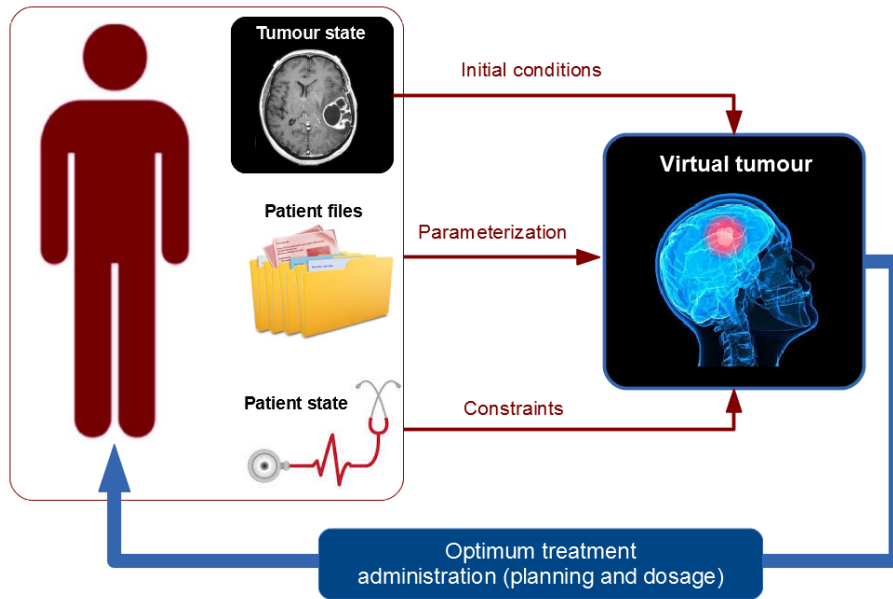 Tumour state
Initial conditions
Virtual tumour
Patient files
Parameterization
Patient state
Constraints
Optimum treatment
administration (planning and dosage)